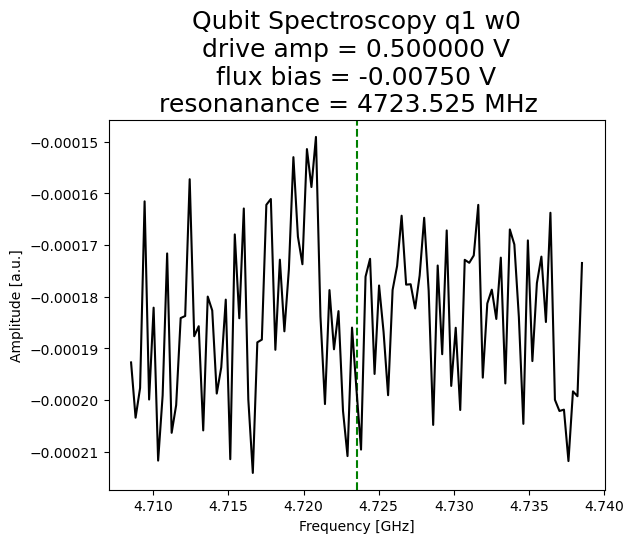 Qubit Spectroscopy q1 w0
drive amp = 0.500000 V
flux bias = -0.00750 V
resonanance = 4723.525 MHz
−0.00015
−0.00016
−0.00017
−0.00018
−0.00019
−0.00020
−0.00021
Amplitude [a.u.]
4.710 4.715 4.720 4.725 4.730 4.735 4.740
Frequency [GHz]